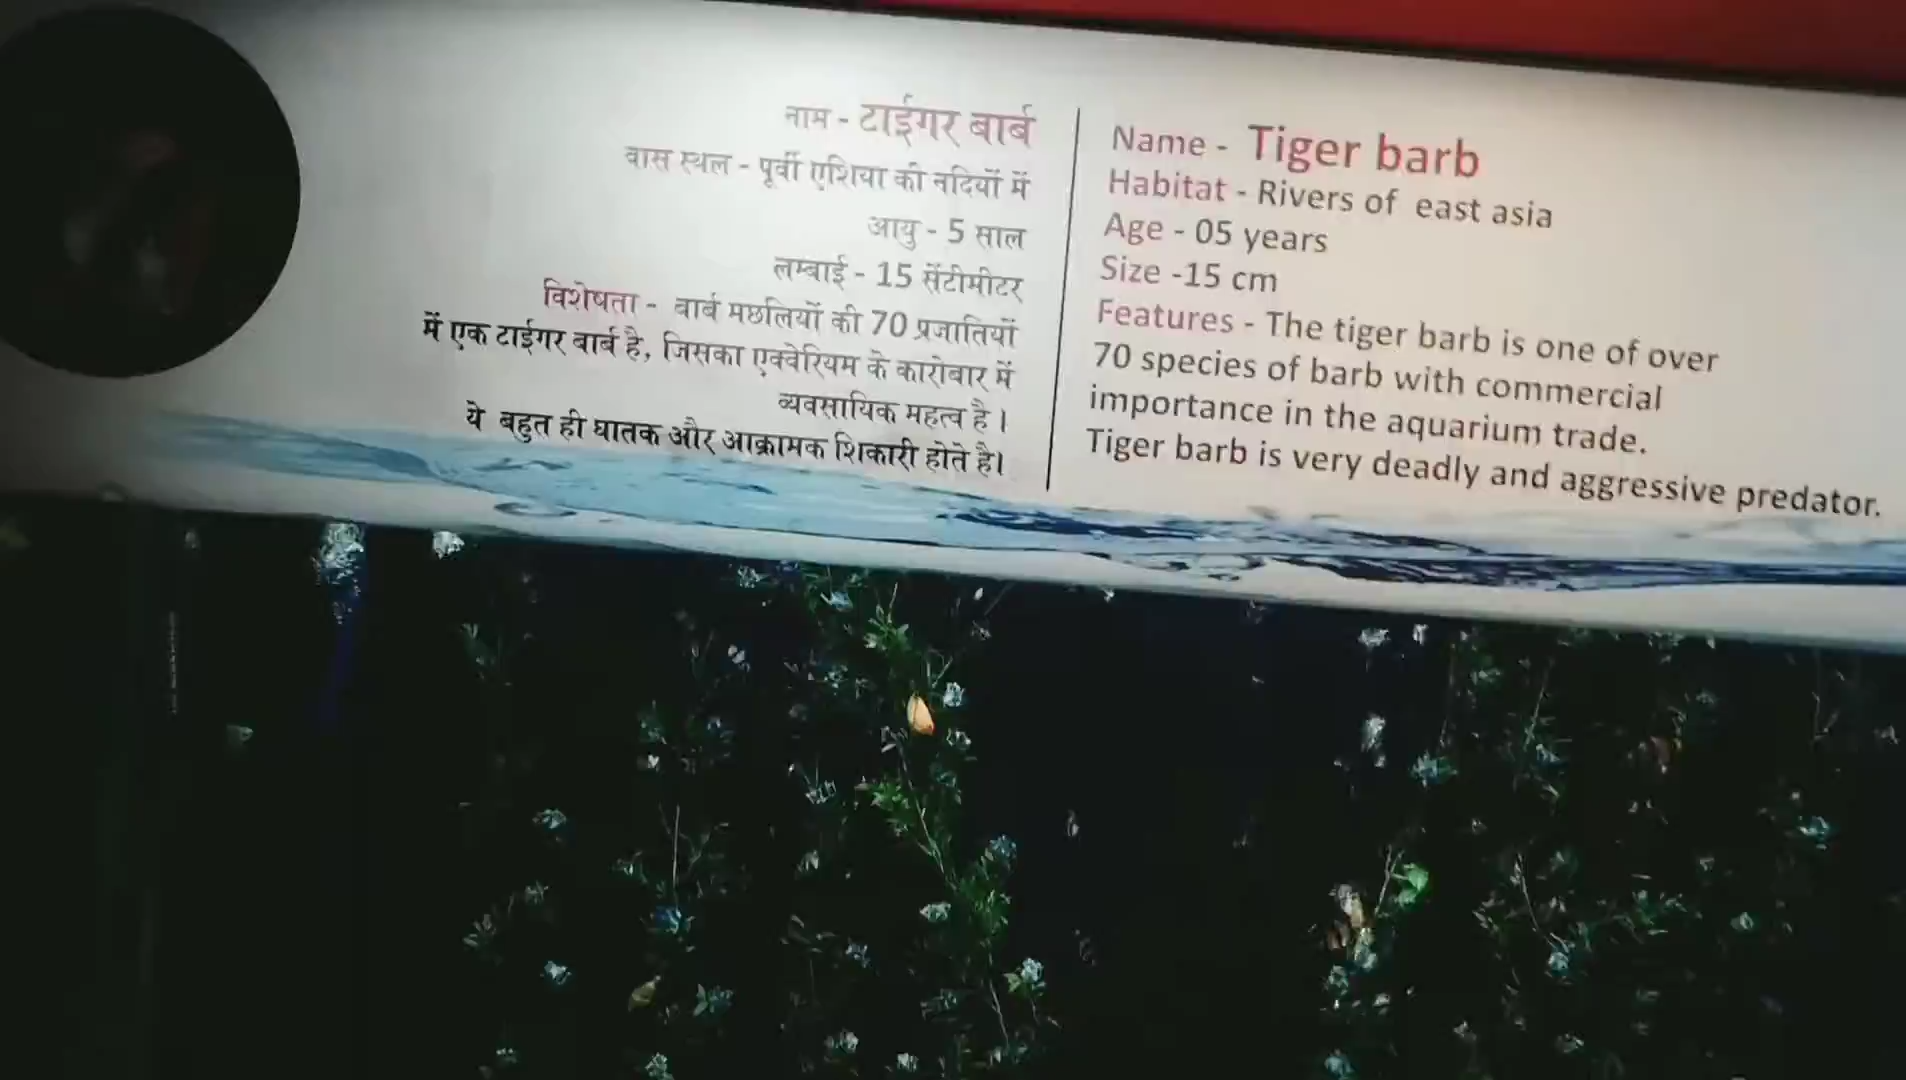 नाम - टाईगर बार्ब
वास स्थल - पूर्वी एशिया की नदियों में
आयु - 5 साल
लम्बाई - 15 सेंटीमीटर
विशेषता - बार्ब मछलियों की 70 प्रजातियों
में एक टाईगर बार्ब है, जिसका एक्वेरियम के कारोबार में
व्यवसायिक महत्व है।
ये बहुत ही घातक और आक्रामक शिकारी होते है।
Name - Tiger barb
Habitat - Rivers of east asia
Age - 05 years
Size -15 cm
Features - The tiger barb is one of over
70 species of barb with commercial
importance in the aquarium trade.
Tiger barb is very deadly and aggressive predator.